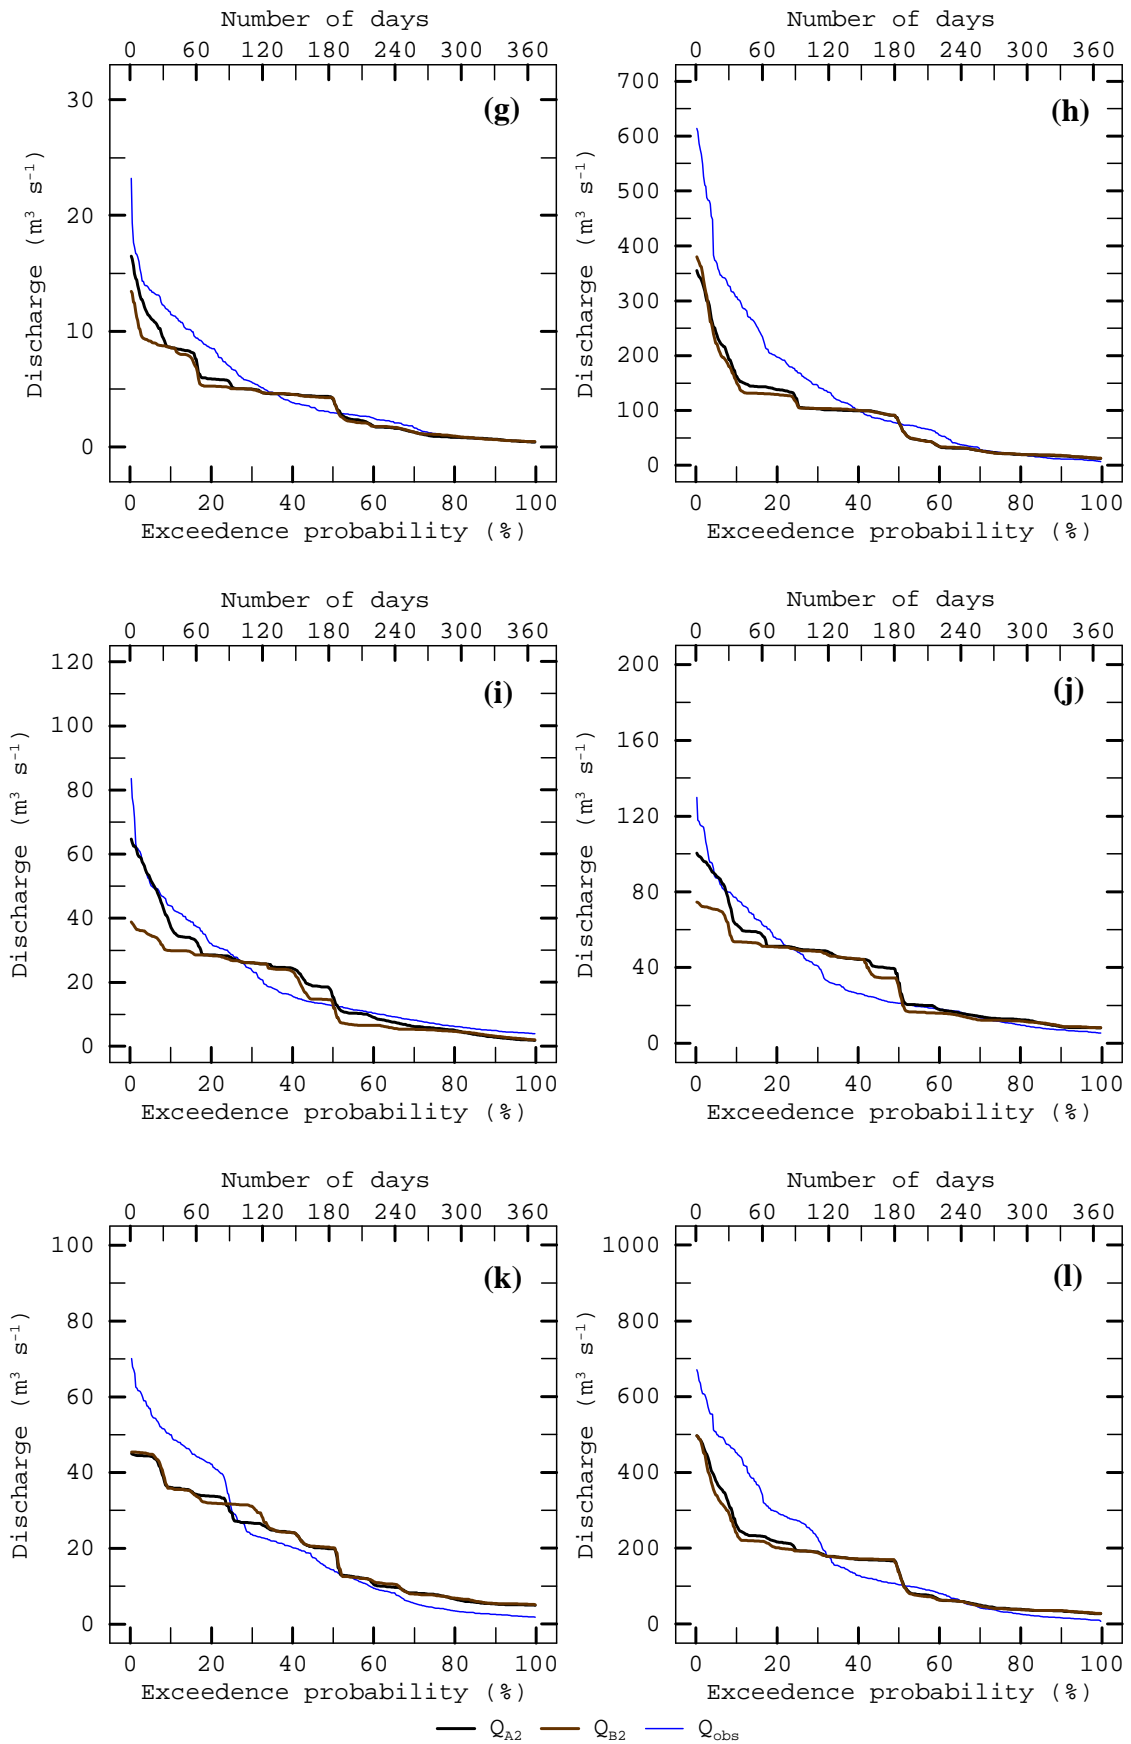 Number of days
0 60 120 180 240 300 360
30
20
10
0
Discharge (m³ s⁻¹)
(g)
0 20 40 60 80 100
Exceedence probability (%)
Number of days
0 60 120 180 240 300 360
700
600
500
400
300
200
100
0
Discharge (m³ s⁻¹)
(h)
0 20 40 60 80 100
Exceedence probability (%)
Number of days
0 60 120 180 240 300 360
120
100
80
60
40
20
0
Discharge (m³ s⁻¹)
(i)
0 20 40 60 80 100
Exceedence probability (%)
Number of days
0 60 120 180 240 300 360
200
160
120
80
40
0
Discharge (m³ s⁻¹)
(j)
0 20 40 60 80 100
Exceedence probability (%)
Number of days
0 60 120 180 240 300 360
100
80
60
40
20
0
Discharge (m³ s⁻¹)
(k)
0 20 40 60 80 100
Exceedence probability (%)
Number of days
0 60 120 180 240 300 360
1000
800
600
400
200
0
Discharge (m³ s⁻¹)
(l)
0 20 40 60 80 100
Exceedence probability (%)
Q_A2 Q_B2 Q_obs